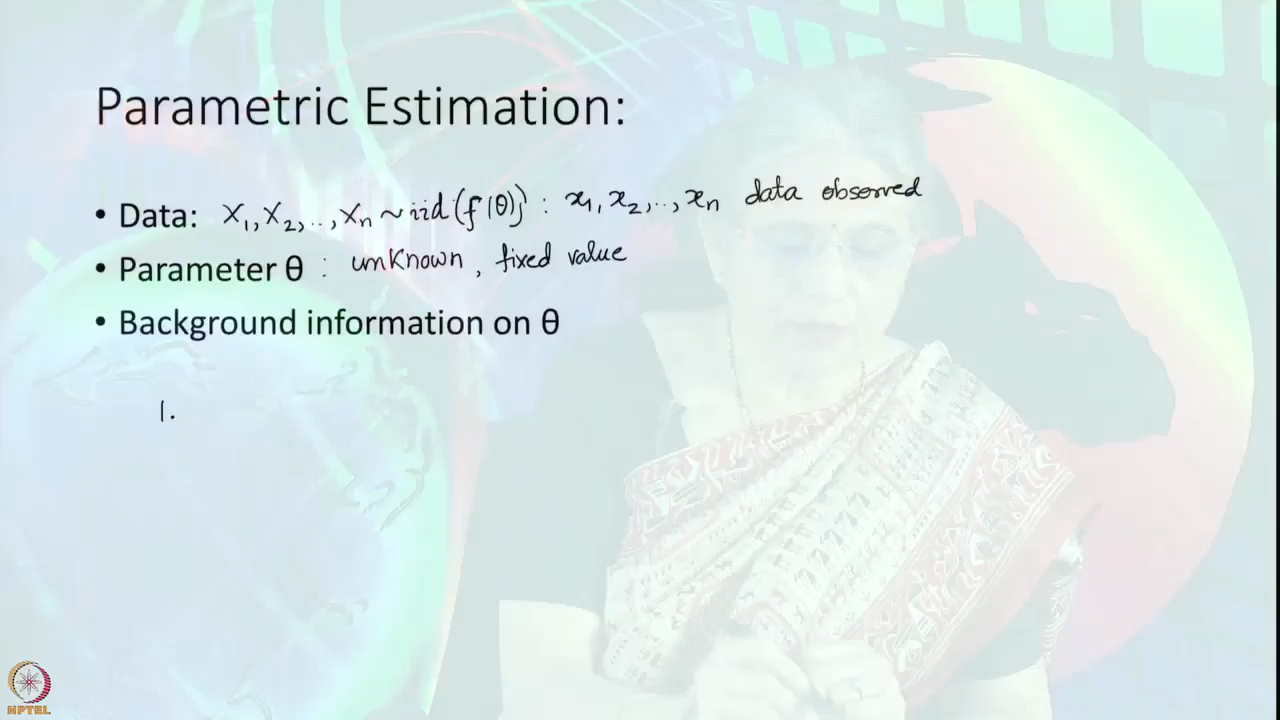 Parametric Estimation:
• Data: X₁, X₂, .., Xₙ ~ iid (f(θ)) : x₁, x₂, .., xₙ data observed
• Parameter θ : unknown, fixed value
• Background information on θ
1.
NPTEL